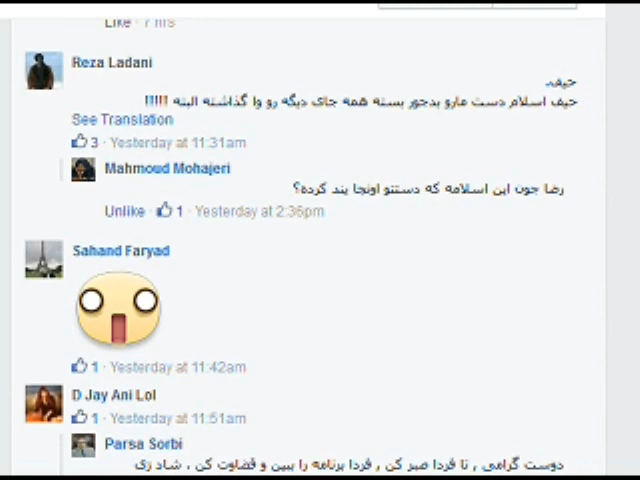 Like · 7 hrs
Reza Ladani
حیف.
حیف اسلام دست مارو بدجور بسته همه جای دیگه رو وا گذاشته البته !!!!!
See Translation
3 · Yesterday at 11:31am
Mahmoud Mohajeri
رضا جون این اسلامه که دستتو اونجا بند کرده؟
Unlike · 1 · Yesterday at 2:36pm
Sahand Faryad
1 · Yesterday at 11:42am
D Jay Ani Lol
1 · Yesterday at 11:51am
Parsa Sorbi
دوست گرامی , تا فردا صبر کن , فردا برنامه را ببین و قضاوت کن ، شاد زی